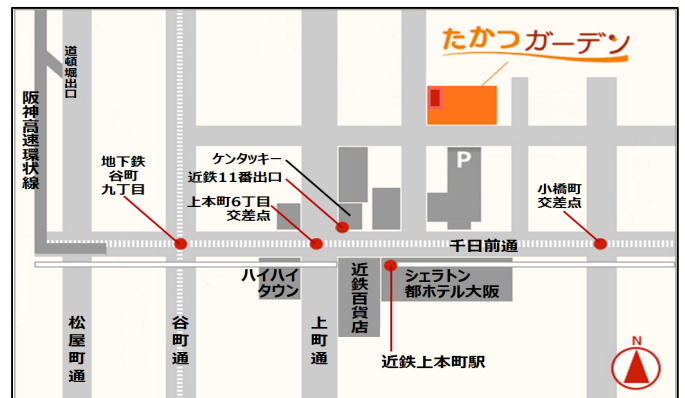 たかつガーデン
道頓堀出口
阪神高速環状線
地下鉄
谷町
九丁目
ケンタッキー
近鉄11番出口
上本町6丁目
交差点
P
小橋町
交差点
千日前通
ハイハイ
タウン
近鉄百貨店
シェラトン
都ホテル大阪
松屋町通
谷町通
上町通
近鉄上本町駅
N